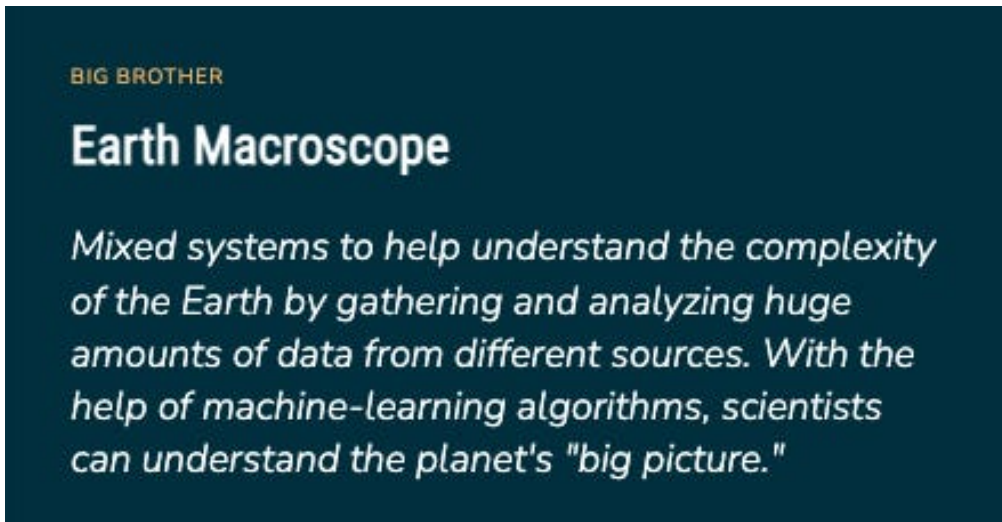 BIG BROTHER
Earth Macroscope
Mixed systems to help understand the complexity
of the Earth by gathering and analyzing huge
amounts of data from different sources. With the
help of machine-learning algorithms, scientists
can understand the planet's "big picture."